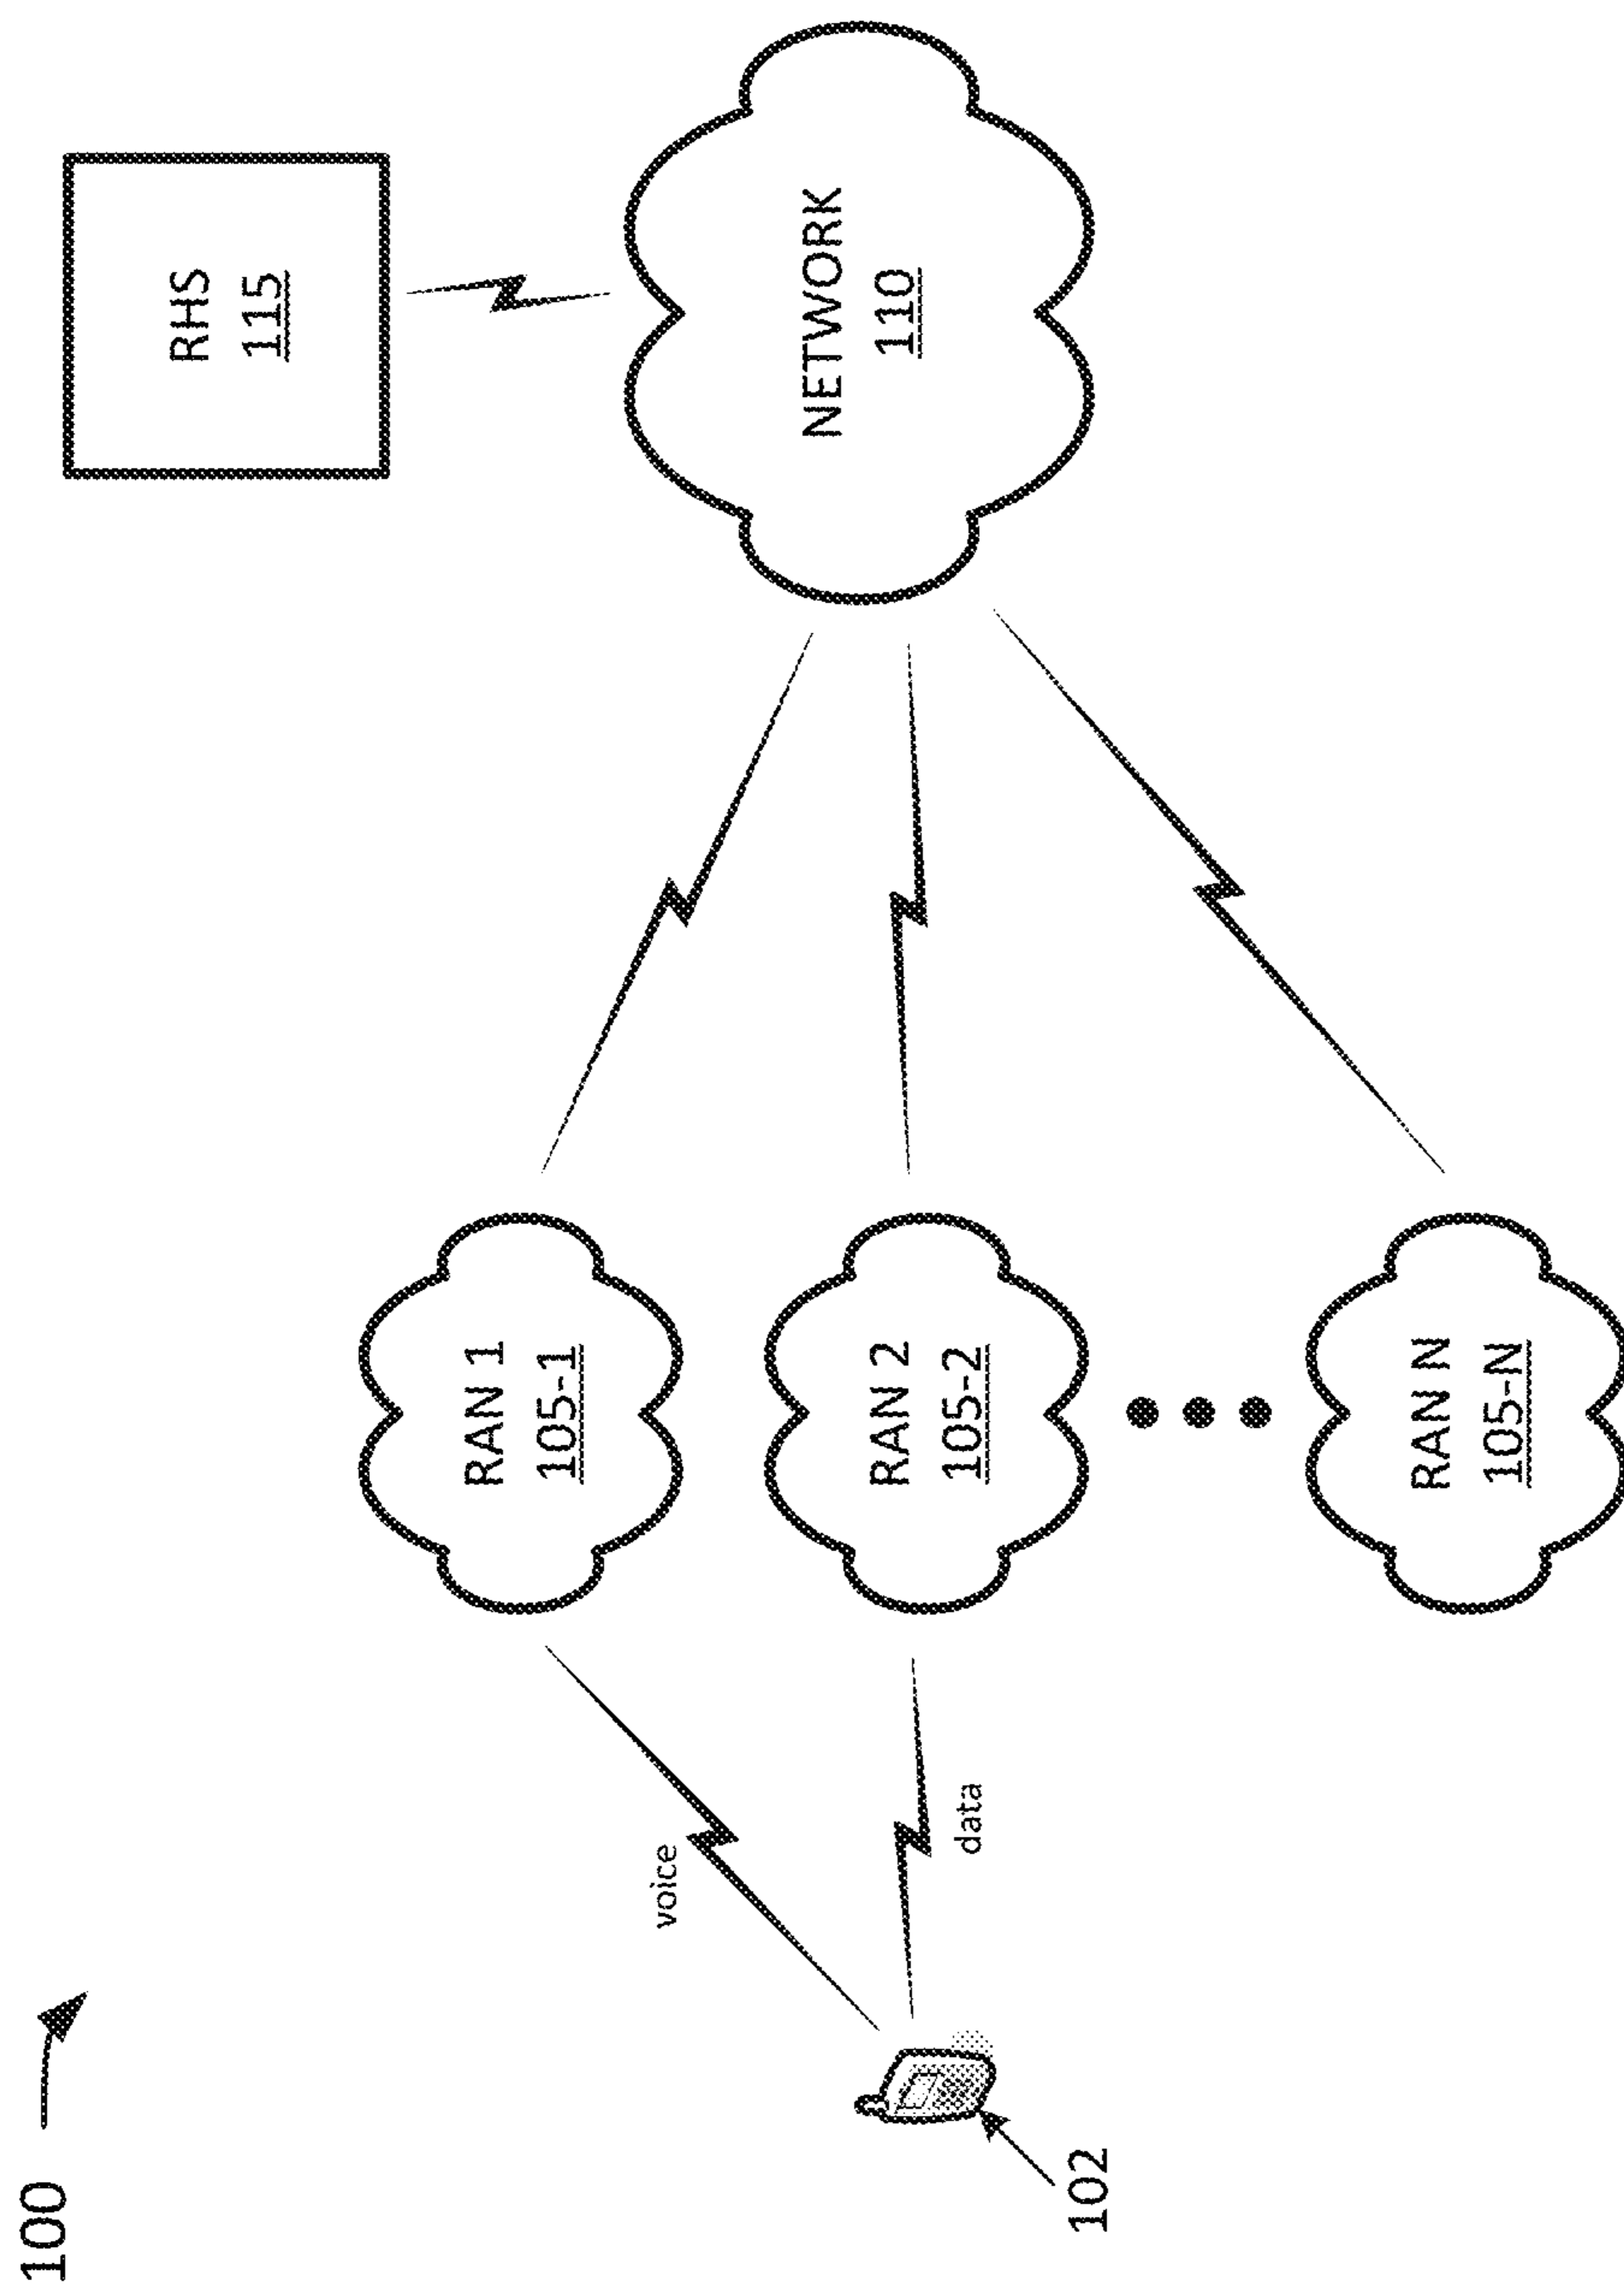 100
RHS
115
NETWORK
110
RAN 1
105-1
RAN 2
105-2
RAN N
105-N
voice
data
102